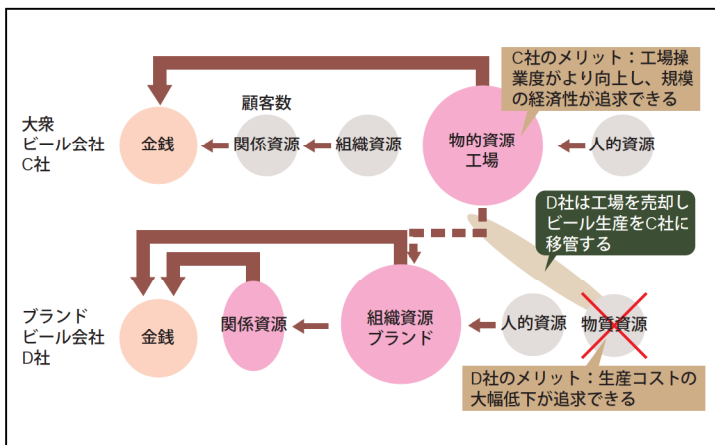 C社のメリット：工場操
業度がより向上し、規模
の経済性が追求できる
顧客数
大衆
ビール会社
C社
金銭
関係資源
組織資源
物的資源
工場
人的資源
D社は工場を売却し
ビール生産をC社に
移管する
ブランド
ビール会社
D社
金銭
関係資源
組織資源
ブランド
人的資源
物質資源
D社のメリット：生産コストの
大幅低下が追求できる